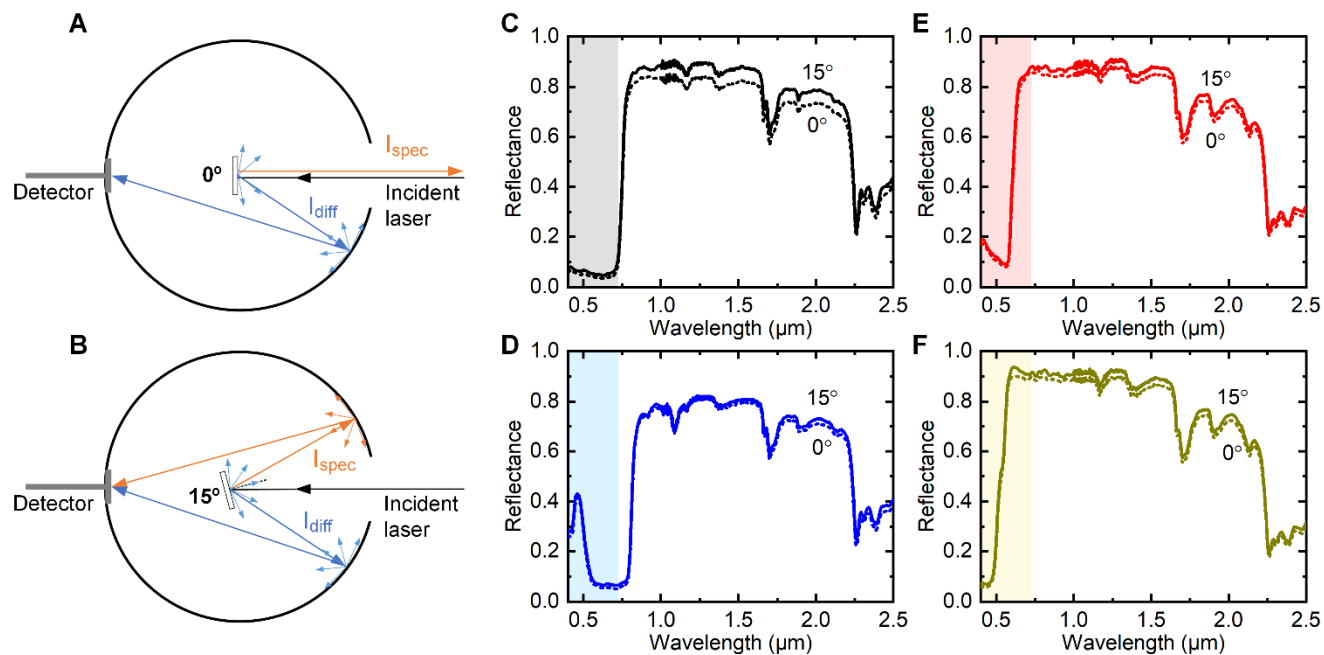 A
I_spec
0°
Detector
Incident
laser
I_diff
B
I_spec
15°
Detector
Incident
laser
I_diff
C
1.0
0.8
0.6
0.4
0.2
0.0
Reflectance
15°
0°
0.5 1.0 1.5 2.0 2.5
Wavelength (μm)
D
1.0
0.8
0.6
0.4
0.2
0.0
Reflectance
15°
0°
0.5 1.0 1.5 2.0 2.5
Wavelength (μm)
E
1.0
0.8
0.6
0.4
0.2
0.0
Reflectance
15°
0°
0.5 1.0 1.5 2.0 2.5
Wavelength (μm)
F
1.0
0.8
0.6
0.4
0.2
0.0
Reflectance
15°
0°
0.5 1.0 1.5 2.0 2.5
Wavelength (μm)